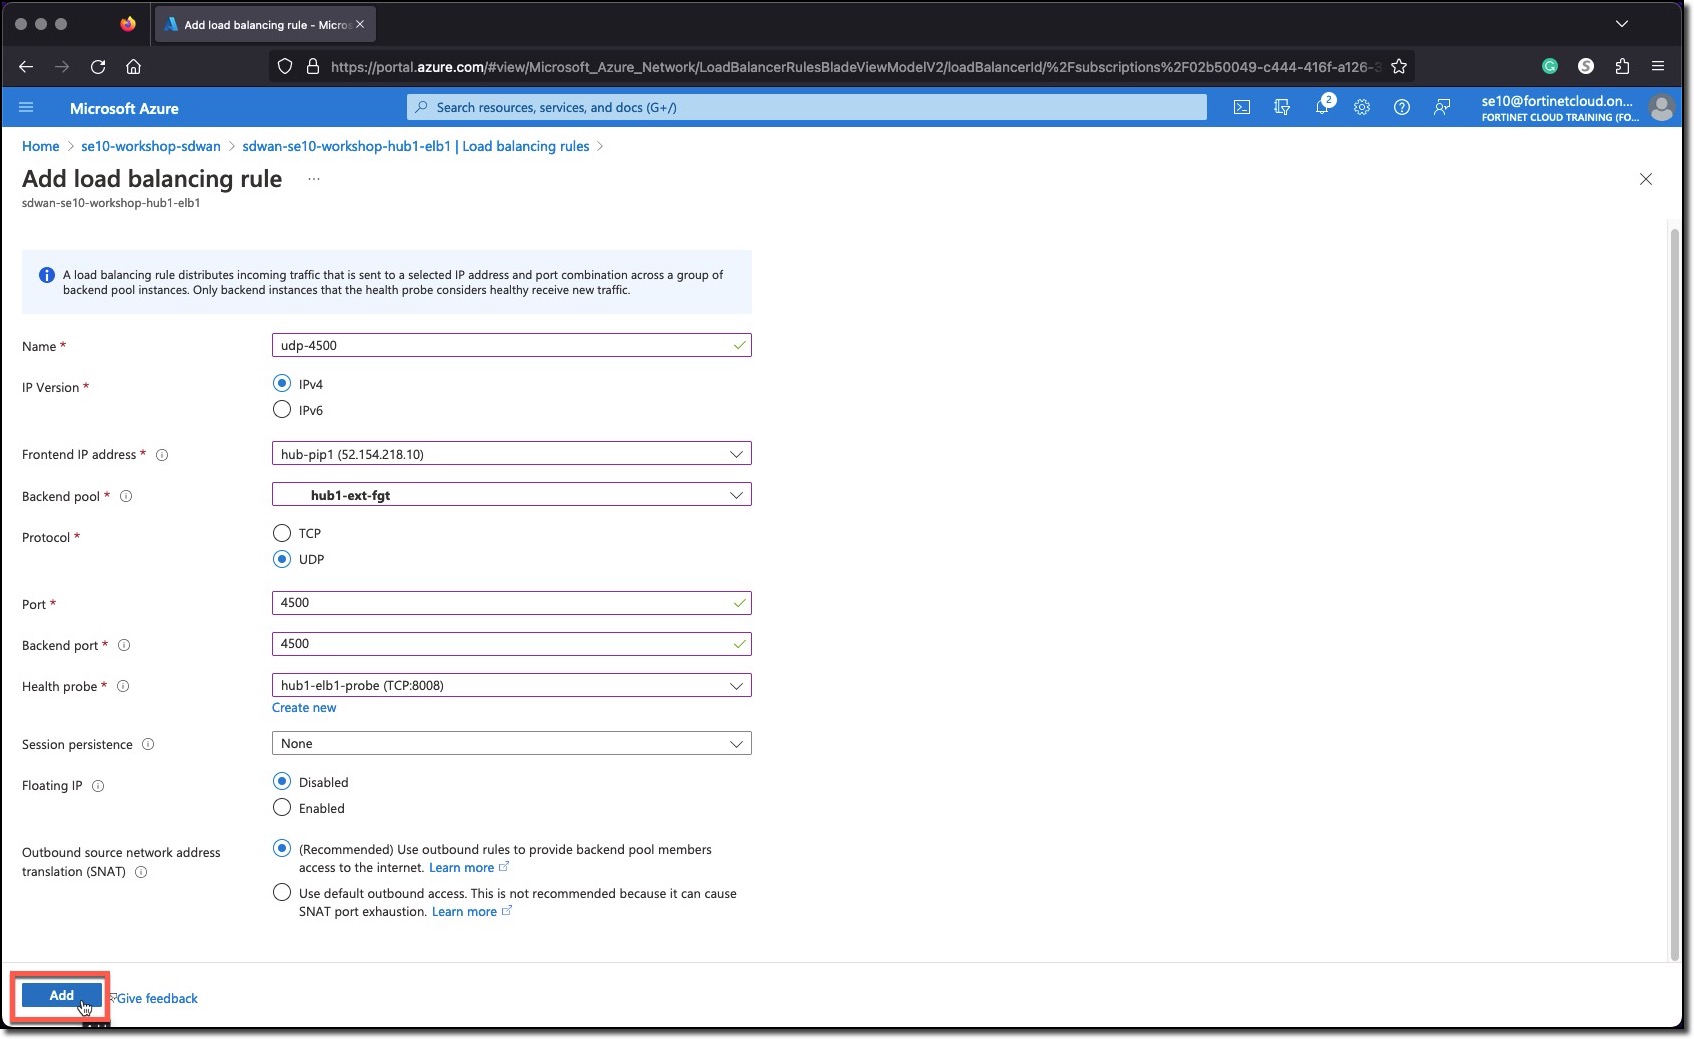 Add load balancing rule - Micros
https://portal.azure.com/#view/Microsoft_Azure_Network/LoadBalancerRulesBladeViewModelV2/loadBalancerId/%2Fsubscriptions%2F02b50049-c444-416f-a126-3
Microsoft Azure
Search resources, services, and docs (G+/)
2
se10@fortinetcloud.on...
FORTINET CLOUD TRAINING (FO...
Home > se10-workshop-sdwan > sdwan-se10-workshop-hub1-elb1 | Load balancing rules >
Add load balancing rule ...
sdwan-se10-workshop-hub1-elb1
A load balancing rule distributes incoming traffic that is sent to a selected IP address and port combination across a group of
backend pool instances. Only backend instances that the health probe considers healthy receive new traffic.
Name *
udp-4500
IP Version *
IPv4
IPv6
Frontend IP address *
hub-pip1 (52.154.218.10)
Backend pool *
hub1-ext-fgt
Protocol *
TCP
UDP
Port *
4500
Backend port *
4500
Health probe *
hub1-elb1-probe (TCP:8008)
Create new
Session persistence
None
Floating IP
Disabled
Enabled
Outbound source network address
translation (SNAT)
(Recommended) Use outbound rules to provide backend pool members
access to the internet. Learn more
Use default outbound access. This is not recommended because it can cause
SNAT port exhaustion. Learn more
Add
Give feedback